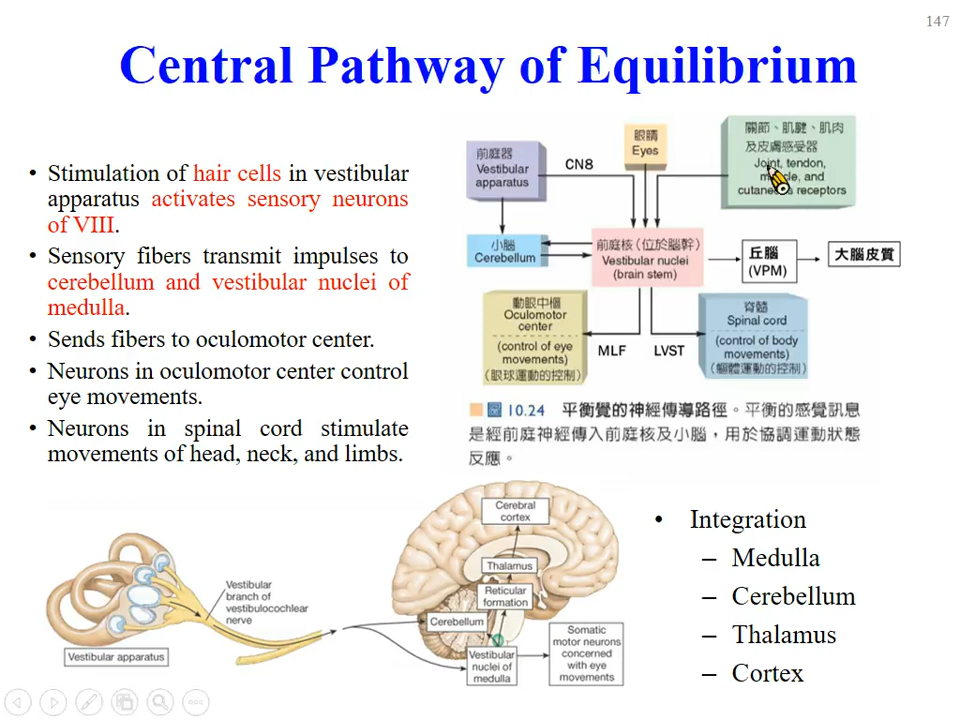 147
Central Pathway of Equilibrium
• Stimulation of hair cells in vestibular
apparatus activates sensory neurons
of VIII.
• Sensory fibers transmit impulses to
cerebellum and vestibular nuclei of
medulla.
• Sends fibers to oculomotor center.
• Neurons in oculomotor center control
eye movements.
• Neurons in spinal cord stimulate
movements of head, neck, and limbs.
前庭器
Vestibular
apparatus
CN8
眼睛
Eyes
關節、肌腱、肌肉
及皮膚感受器
Joint, tendon,
and
cutaneous receptors
小腦
Cerebellum
前庭核(位於腦幹)
Vestibular nuclei
(brain stem)
丘腦
(VPM)
大腦皮質
動眼中樞
Oculomotor
center
(control of eye
movements)
(眼球運動的控制)
MLF
LVST
脊髓
Spinal cord
(control of body
movements)
(軀體運動的控制)
圖 10.24 平衡覺的神經傳導路徑。平衡的感覺訊息
是經前庭神經傳入前庭核及小腦，用於協調運動狀態
反應。
Vestibular
branch of
vestibulocochlear
nerve
Vestibular apparatus
Cerebral
cortex
Thalamus
Reticular
formation
Cerebellum
Vestibular
nuclei of
medulla
Somatic
motor neurons
concerned
with eye
movements
• Integration
– Medulla
– Cerebellum
– Thalamus
– Cortex